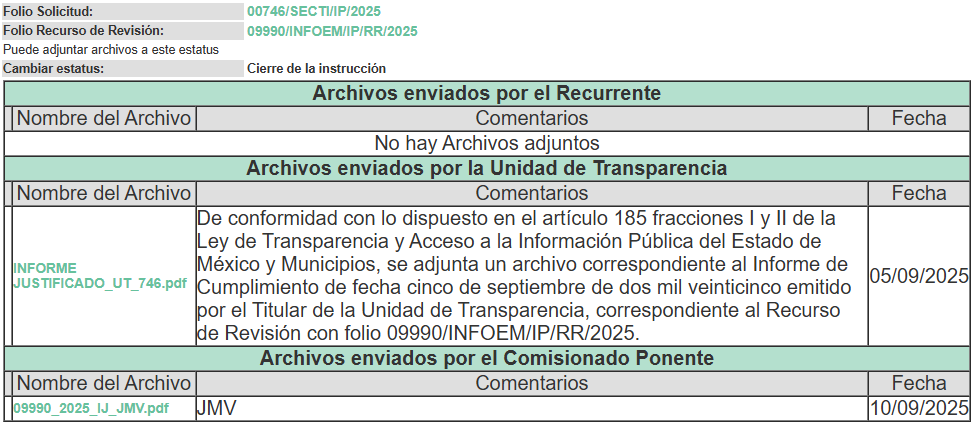 Folio Solicitud: 00746/SECTI/IP/2025
Folio Recurso de Revisión: 09990/INFOEM/IP/RR/2025
Puede adjuntar archivos a este estatus
Cambiar estatus: Cierre de la instrucción
Archivos enviados por el Recurrente
Nombre del Archivo Comentarios Fecha
No hay Archivos adjuntos
Archivos enviados por la Unidad de Transparencia
Nombre del Archivo Comentarios Fecha
INFORME
JUSTIFICADO_UT_746.pdf
De conformidad con lo dispuesto en el artículo 185 fracciones I y II de la
Ley de Transparencia y Acceso a la Información Pública del Estado de
México y Municipios, se adjunta un archivo correspondiente al Informe de
Cumplimiento de fecha cinco de septiembre de dos mil veinticinco emitido
por el Titular de la Unidad de Transparencia, correspondiente al Recurso
de Revisión con folio 09990/INFOEM/IP/RR/2025.
05/09/2025
Archivos enviados por el Comisionado Ponente
Nombre del Archivo Comentarios Fecha
09990_2025_IJ_JMV.pdf JMV 10/09/2025